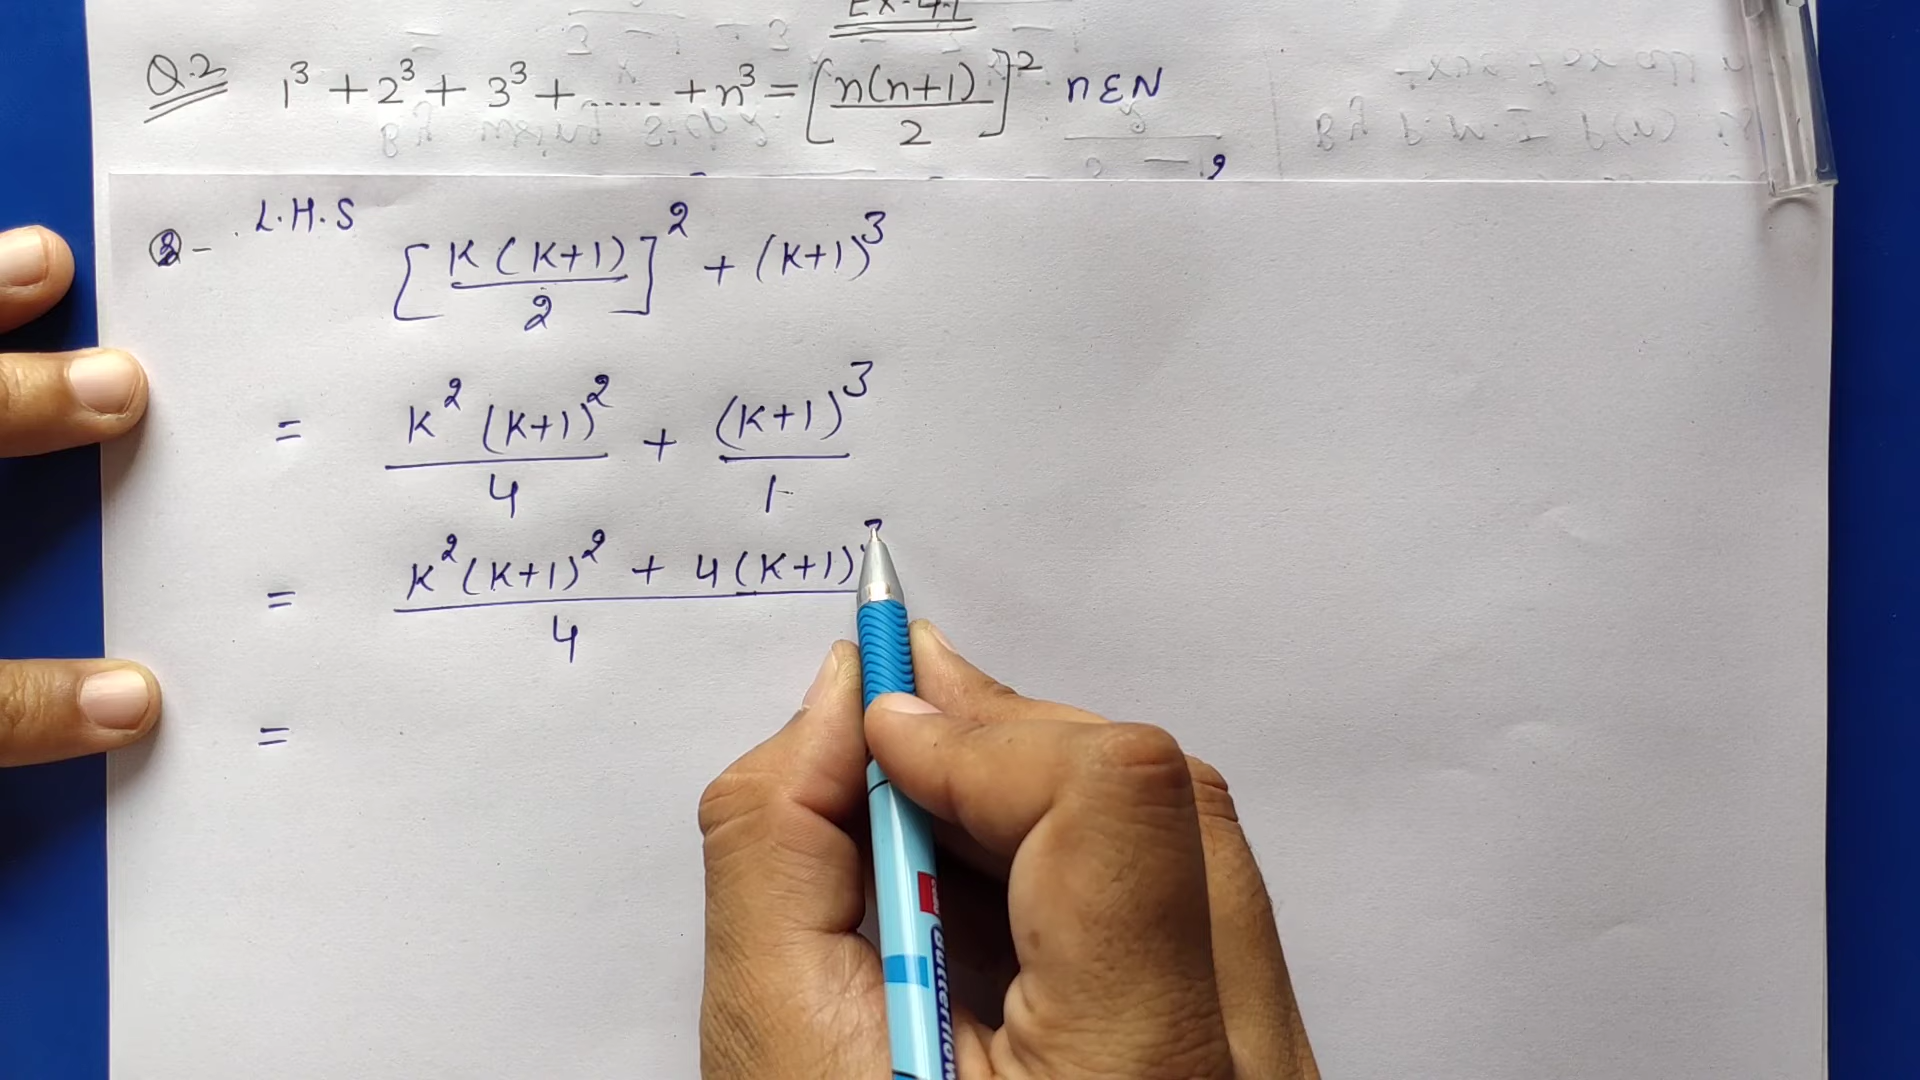 Ex-4.1
Q.2 1³ + 2³ + 3³ + ...... + n³ = [n(n+1)/2]² n ∈ N
2- L.H.S [K(K+1)/2]² + (K+1)³
= K²(K+1)²/4 + (K+1)³/1
= K²(K+1)² + 4(K+1)³/4
=
Butterflow